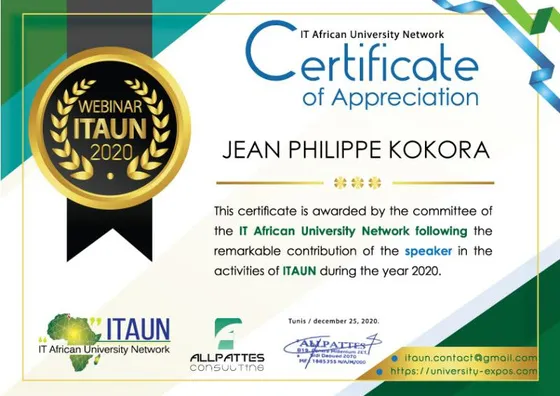 IT African University Network
Certificate
of Appreciation
WEBINAR
ITAUN
2020
JEAN PHILIPPE KOKORA
This certificate is awarded by the committee of
the IT African University Network following the
remarkable contribution of the speaker in the
activities of ITAUN during the year 2020.
ITAUN
IT African University Network
ALLPATTES
CONSULTING
Tunis / december 25, 2020.
ALLPATTES
itaun.contact@gmail.com
https://university-expos.com